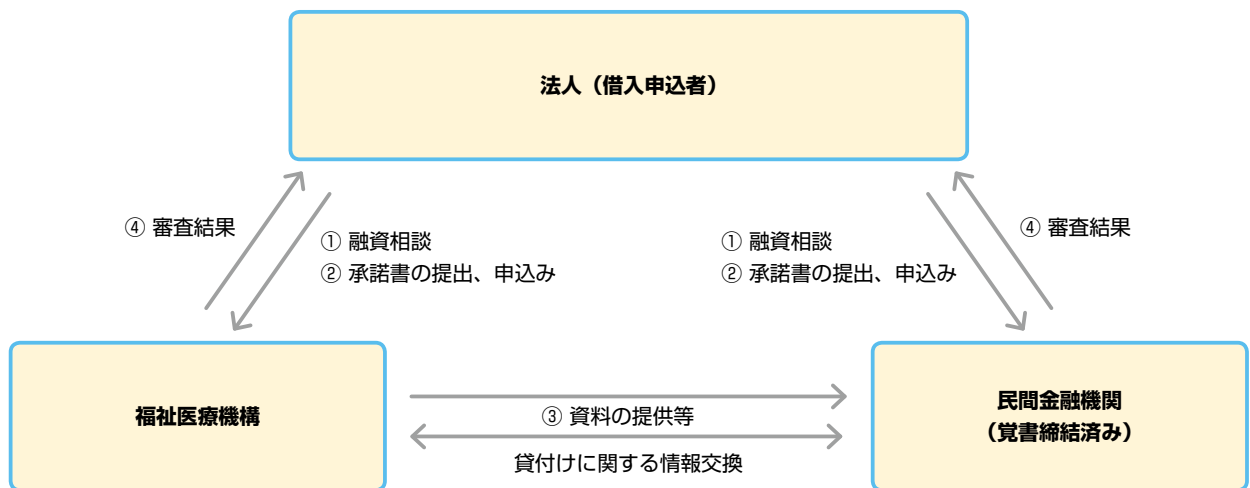 法人（借入申込者）
④ 審査結果
① 融資相談
② 承諾書の提出、申込み
① 融資相談
② 承諾書の提出、申込み
④ 審査結果
福祉医療機構
③ 資料の提供等
貸付けに関する情報交換
民間金融機関
（覚書締結済み）